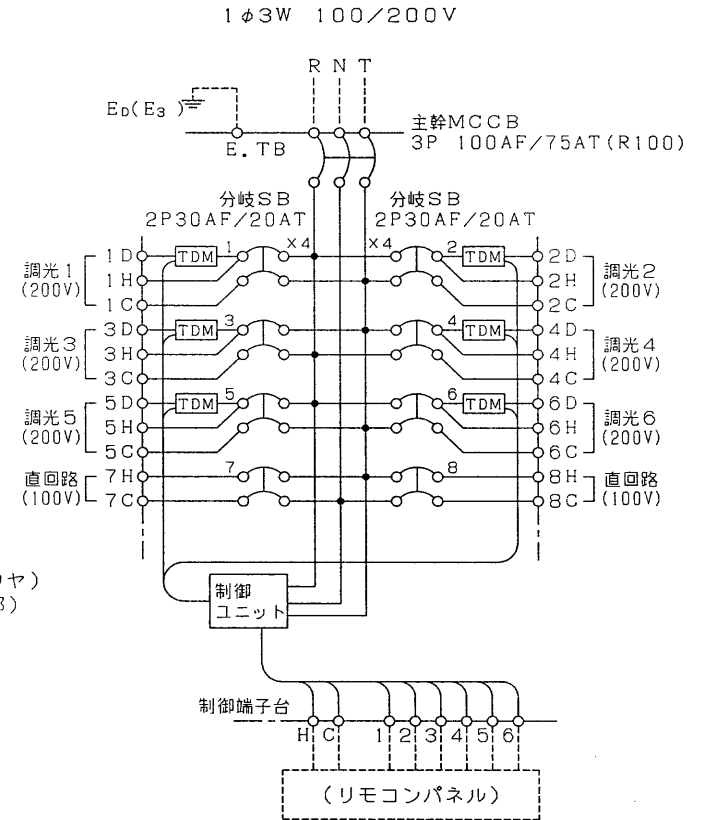 1φ3W 100/200V
R N T
ED(E3)
E.TB
主幹MCCB
3P 100AF/75AT(R100)
分岐SB
2P30AF/20AT
分岐SB
2P30AF/20AT
X4
X4
調光1
(200V)
1D
1H
1C
TDM
1
2
TDM
2D
2H
2C
調光2
(200V)
調光3
(200V)
3D
3H
3C
TDM
3
4
TDM
4D
4H
4C
調光4
(200V)
調光5
(200V)
5D
5H
5C
TDM
5
6
TDM
6D
6H
6C
調光6
(200V)
直回路
(100V)
7H
7C
7
8
8H
8C
直回路
(100V)
ヤ)
)
制御
ユニット
制御端子台
H C 1 2 3 4 5 6
(リモコンパネル)